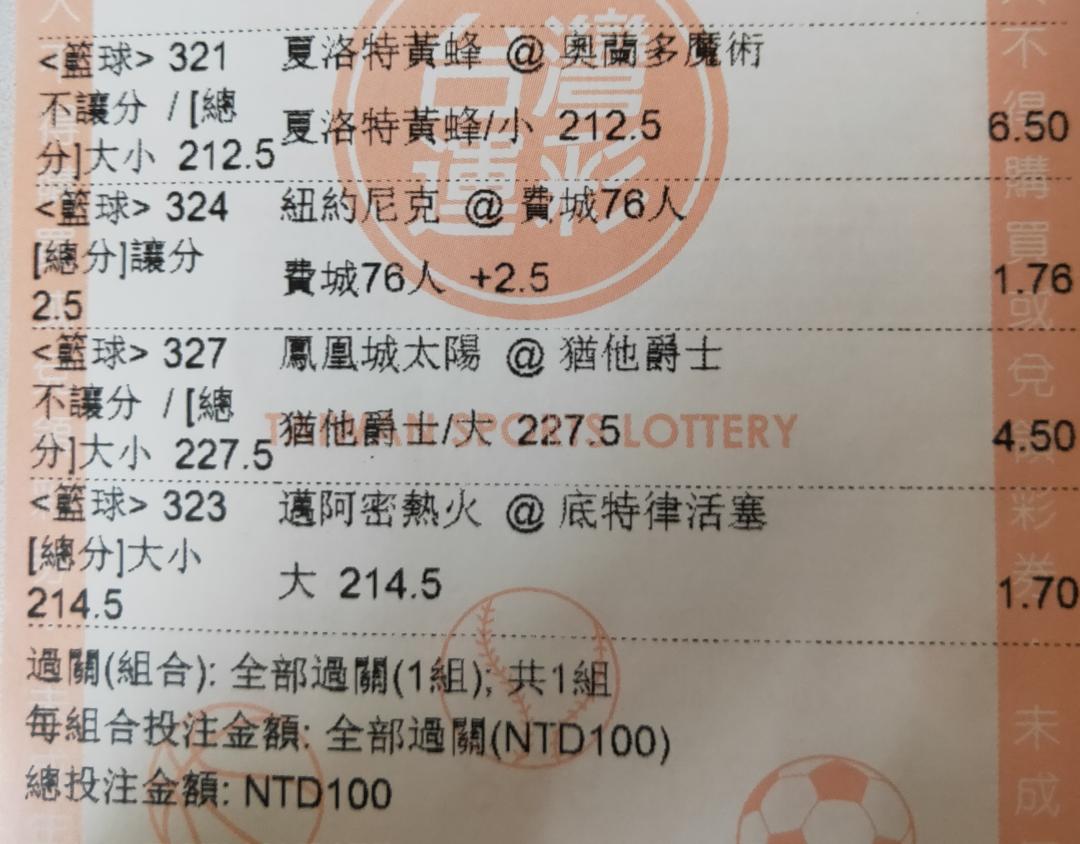 <籃球> 321 夏洛特黃蜂 @ 奧蘭多魔術
不讓分 / [總
分]大小 212.5 夏洛特黃蜂/小 212.5 6.50
<籃球> 324 紐約尼克 @ 費城76人
[總分]讓分
2.5 費城76人 +2.5 1.76
<籃球> 327 鳳凰城太陽 @ 猶他爵士
不讓分 / [總
分]大小 227.5 猶他爵士/大 227.5 4.50
<籃球> 323 邁阿密熱火 @ 底特律活塞
[總分]大小
214.5 大 214.5 1.70
過關(組合): 全部過關(1組); 共1組
每組合投注金額: 全部過關(NTD100)
總投注金額: NTD100
台灣
運彩
TAIWAN SPORTS LOTTERY
不得購買或兌領彩券
未成